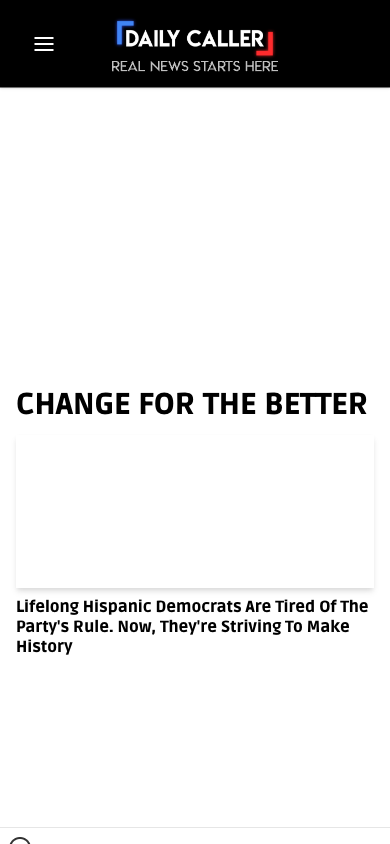 DAILY CALLER
REAL NEWS STARTS HERE
CHANGE FOR THE BETTER
Lifelong Hispanic Democrats Are Tired Of The
Party's Rule. Now, They're Striving To Make
History